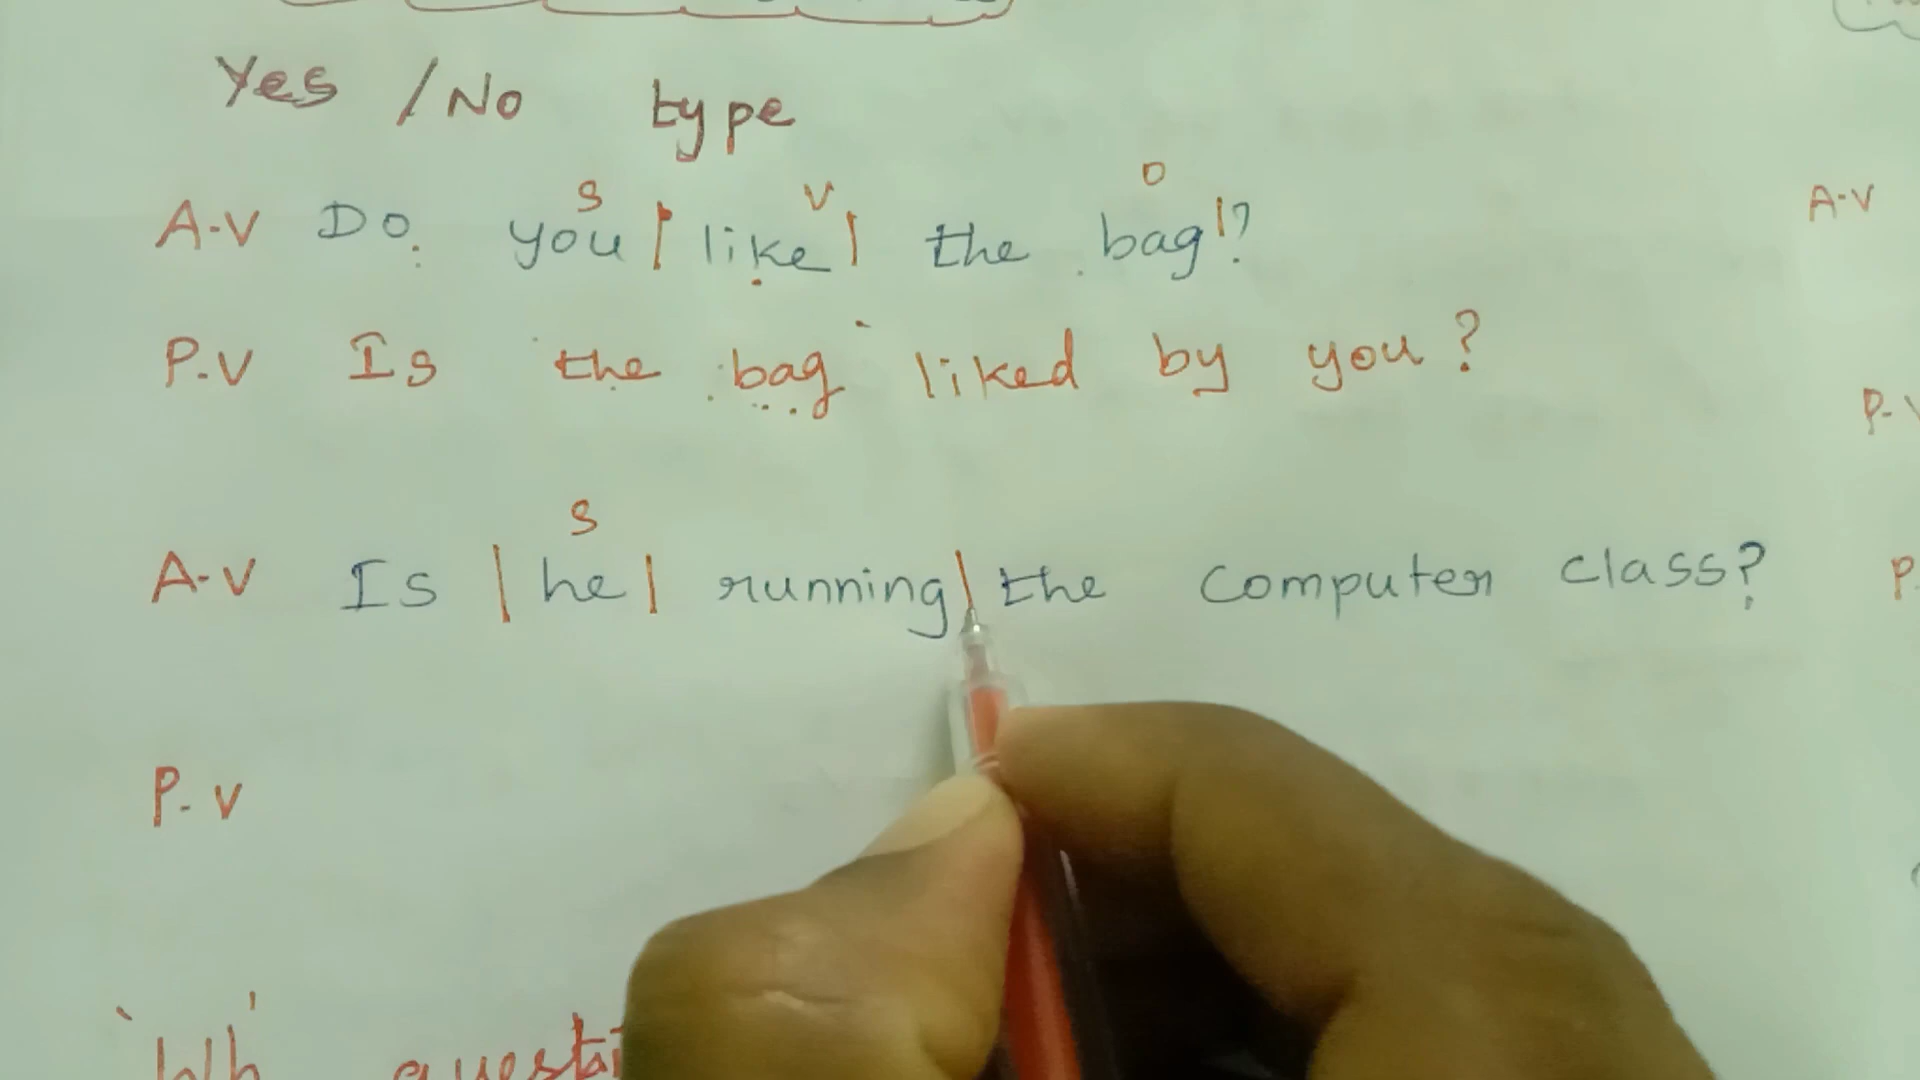 Yes / No type
S V O
A-V Do you | like | the bag |?
P.V Is the bag liked by you?
S
A-V Is | he | running | the computer class?
P-V
'Wh'
A-V
P-